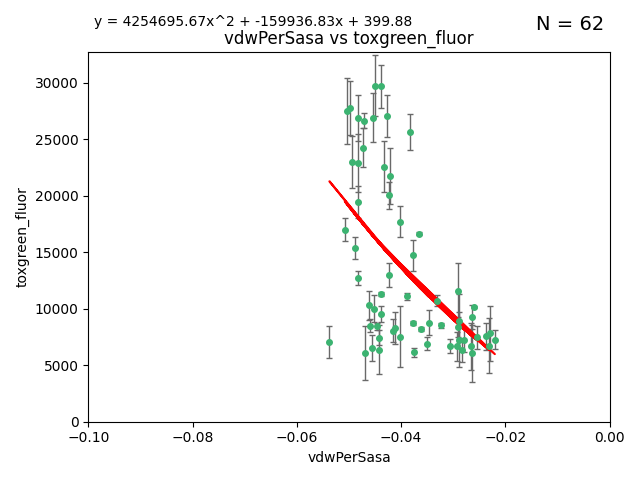 y = 4254695.67x^2 + -159936.83x + 399.88
N = 62
vdwPerSasa vs toxgreen_fluor
30000
25000
20000
15000
10000
5000
0
toxgreen_fluor
−0.10
−0.08
−0.06
−0.04
−0.02
0.00
vdwPerSasa